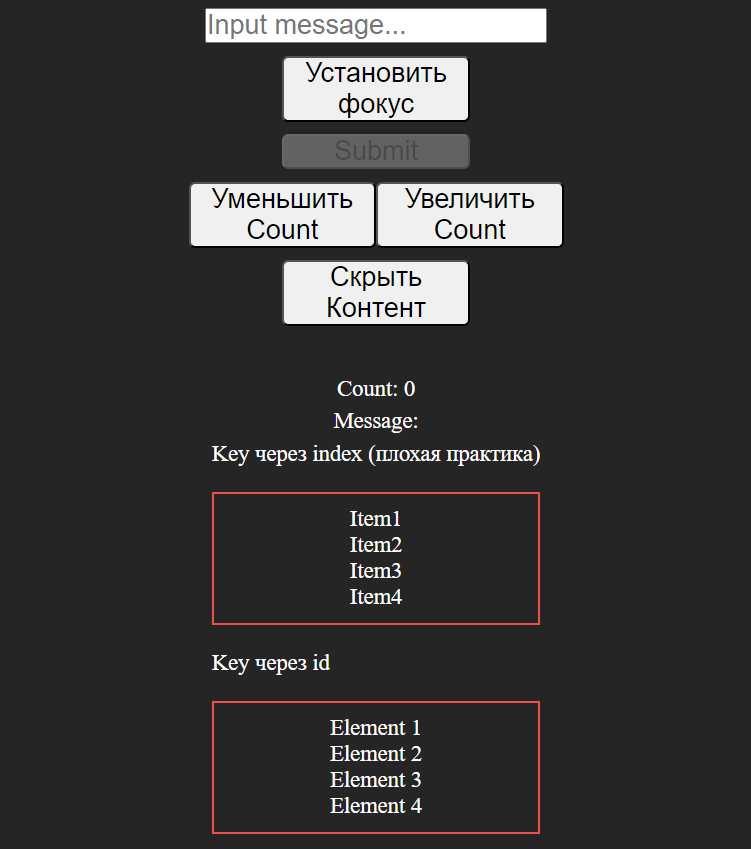 Input message...
Установить
фокус
Submit
Уменьшить
Count
Увеличить
Count
Скрыть
Контент
Count: 0
Message:
Key через index (плохая практика)
Item1
Item2
Item3
Item4
Key через id
Element 1
Element 2
Element 3
Element 4